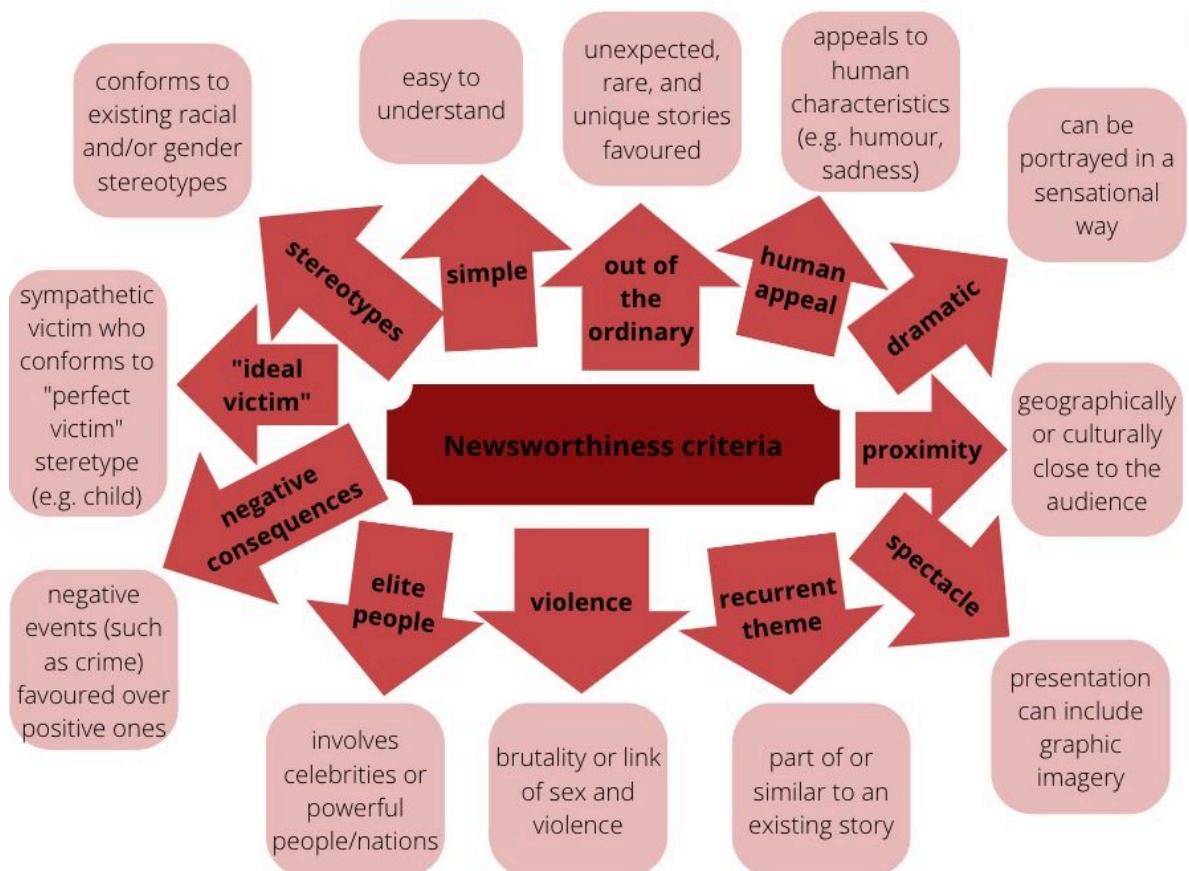 conforms to
existing racial
and/or gender
stereotypes
easy to
understand
unexpected,
rare, and
unique stories
favoured
appeals to
human
characteristics
(e.g. humour,
sadness)
can be
portrayed in a
sensational
way
stereotypes
simple
out of
the
ordinary
human
appeal
dramatic
sympathetic
victim who
conforms to
"perfect
victim"
steretype
(e.g. child)
"ideal
victim"
Newsworthiness criteria
proximity
geographically
or culturally
close to the
audience
negative
consequences
elite
people
violence
recurrent
theme
spectacle
negative
events (such
as crime)
favoured over
positive ones
involves
celebrities or
powerful
people/nations
brutality or link
of sex and
violence
part of or
similar to an
existing story
presentation
can include
graphic
imagery